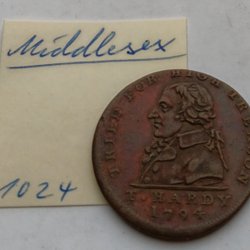 Middlesex
1024
TRIED FOR HIGH TREASON
T. HARDY
1794